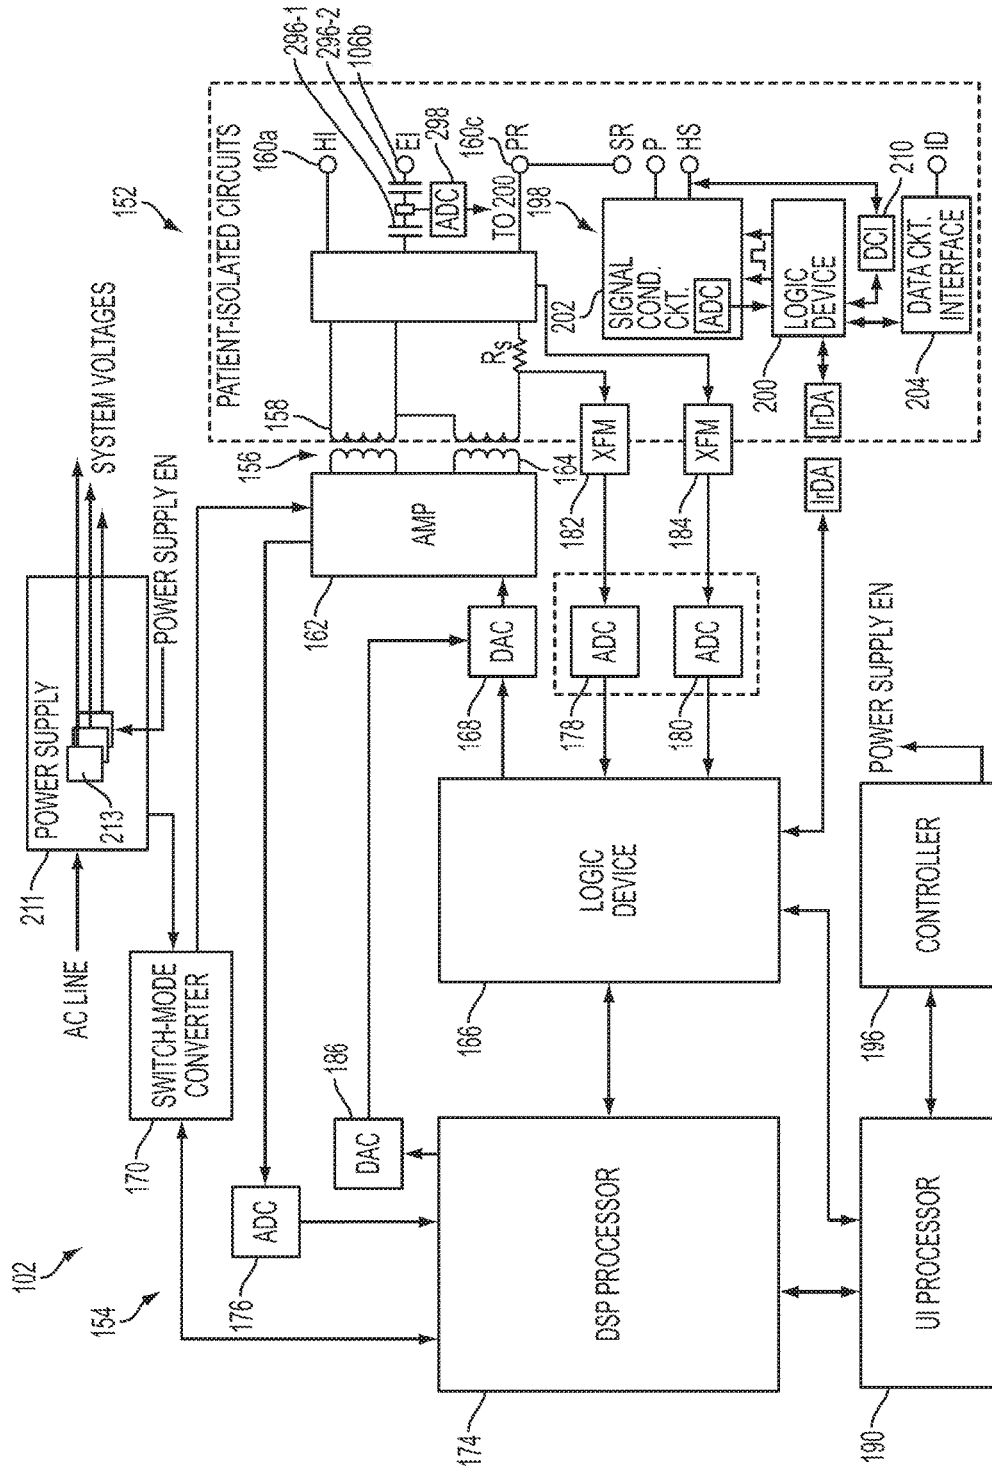 102
154
152
AC LINE
211
POWER SUPPLY
213
SYSTEM VOLTAGES
POWER SUPPLY EN
170
SWITCH-MODE
CONVERTER
176
ADC
186
DAC
162
AMP
156
158
164
PATIENT-ISOLATED CIRCUITS
160a
HI
296-1
296-2
106b
EI
298
ADC
TO 200
160c
PR
RS
168
DAC
178
ADC
180
ADC
182
XFM
184
XFM
198
SR
P
HS
202
SIGNAL
COND.
CKT.
ADC
200
LOGIC
DEVICE
210
DCI
ID
204
DATA CKT.
INTERFACE
IrDA
IrDA
166
LOGIC
DEVICE
174
DSP PROCESSOR
190
UI PROCESSOR
196
CONTROLLER
POWER SUPPLY EN